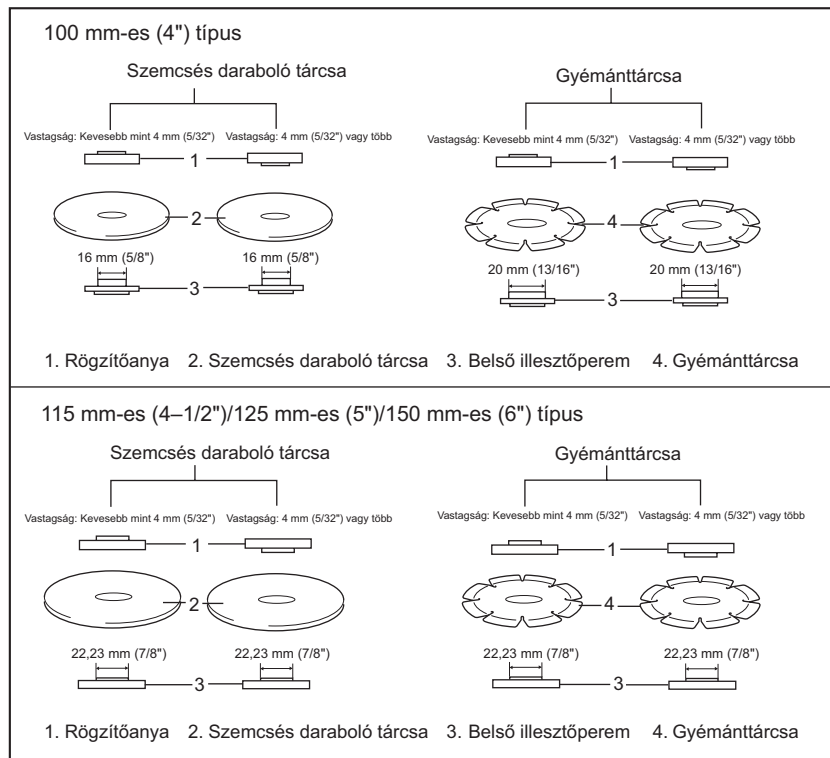 100 mm-es (4") típus
Szemcsés daraboló tárcsa Gyémánttárcsa
Vastagság: Kevesebb mint 4 mm (5/32") Vastagság: 4 mm (5/32") vagy több Vastagság: Kevesebb mint 4 mm (5/32") Vastagság: 4 mm (5/32") vagy több
1 1
2 4
16 mm (5/8") 16 mm (5/8") 20 mm (13/16") 20 mm (13/16")
3 3
1. Rögzítőanya 2. Szemcsés daraboló tárcsa 3. Belső illesztőperem 4. Gyémánttárcsa
115 mm-es (4–1/2")/125 mm-es (5")/150 mm-es (6") típus
Szemcsés daraboló tárcsa Gyémánttárcsa
Vastagság: Kevesebb mint 4 mm (5/32") Vastagság: 4 mm (5/32") vagy több Vastagság: Kevesebb mint 4 mm (5/32") Vastagság: 4 mm (5/32") vagy több
1 1
2 4
22,23 mm (7/8") 22,23 mm (7/8") 22,23 mm (7/8") 22,23 mm (7/8")
3 3
1. Rögzítőanya 2. Szemcsés daraboló tárcsa 3. Belső illesztőperem 4. Gyémánttárcsa